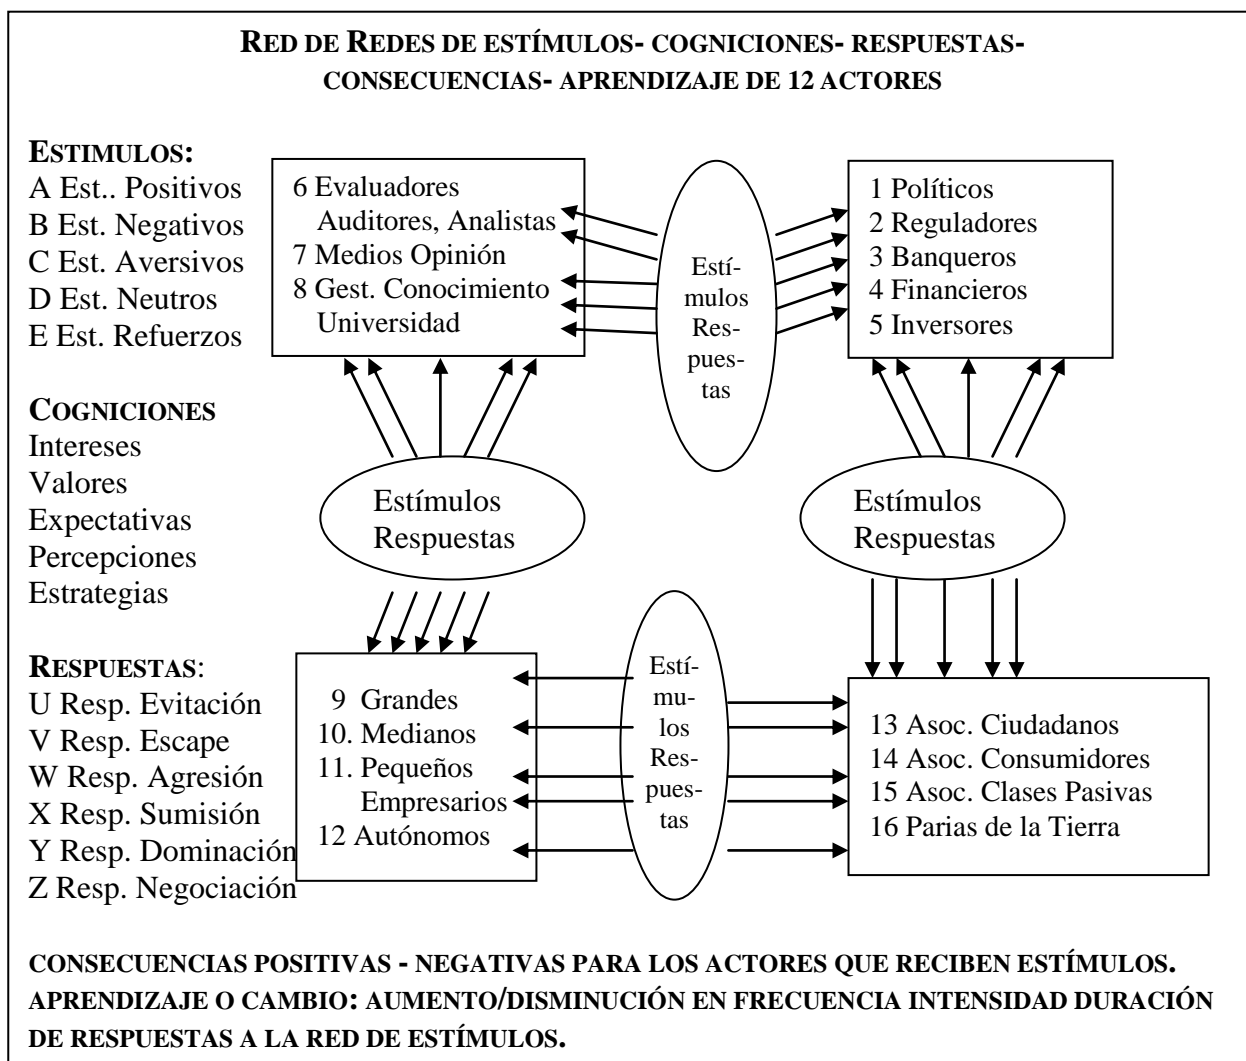 RED DE REDES DE ESTÍMULOS- COGNICIONES- RESPUESTAS-
CONSECUENCIAS- APRENDIZAJE DE 12 ACTORES
ESTIMULOS:
A Est.. Positivos
B Est. Negativos
C Est. Aversivos
D Est. Neutros
E Est. Refuerzos
COGNICIONES
Intereses
Valores
Expectativas
Percepciones
Estrategias
RESPUESTAS:
U Resp. Evitación
V Resp. Escape
W Resp. Agresión
X Resp. Sumisión
Y Resp. Dominación
Z Resp. Negociación
6 Evaluadores
Auditores, Analistas
7 Medios Opinión
8 Gest. Conocimiento
Universidad
Estí-
mulos
Res-
pues-
tas
1 Políticos
2 Reguladores
3 Banqueros
4 Financieros
5 Inversores
Estímulos
Respuestas
Estímulos
Respuestas
9 Grandes
10. Medianos
11. Pequeños
Empresarios
12 Autónomos
Estí-
mu-
los
Res-
pues-
tas
13 Asoc. Ciudadanos
14 Asoc. Consumidores
15 Asoc. Clases Pasivas
16 Parias de la Tierra
CONSECUENCIAS POSITIVAS - NEGATIVAS PARA LOS ACTORES QUE RECIBEN ESTÍMULOS.
APRENDIZAJE O CAMBIO: AUMENTO/DISMINUCIÓN EN FRECUENCIA INTENSIDAD DURACIÓN
DE RESPUESTAS A LA RED DE ESTÍMULOS.